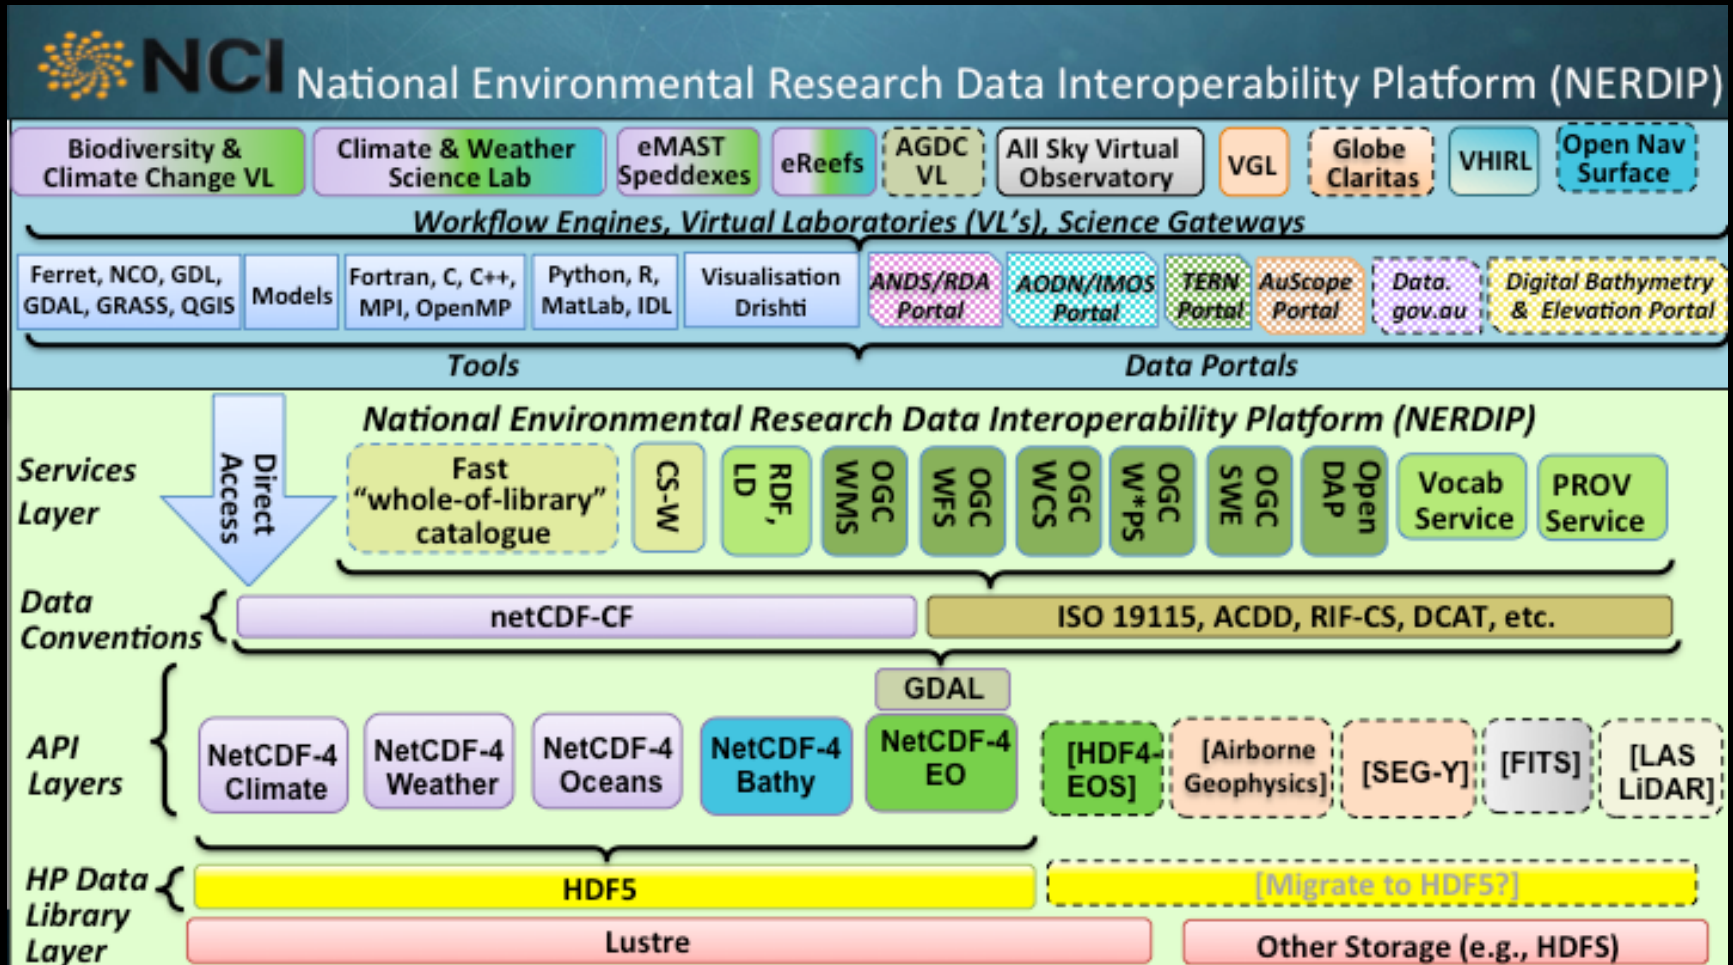 NCI National Environmental Research Data Interoperability Platform (NERDIP)
Biodiversity &
Climate Change VL
Climate & Weather
Science Lab
eMAST
Speddexes
eReefs
AGDC
VL
All Sky Virtual
Observatory
VGL
Globe
Claritas
VHIRL
Open Nav
Surface
Workflow Engines, Virtual Laboratories (VL's), Science Gateways
Ferret, NCO, GDL,
GDAL, GRASS, QGIS
Models
Fortran, C, C++,
MPI, OpenMP
Python, R,
MatLab, IDL
Visualisation
Drishti
ANDS/RDA
Portal
AODN/IMOS
Portal
TERN
Portal
AuScope
Portal
Data.
gov.au
Digital Bathymetry
& Elevation Portal
Tools
Data Portals
National Environmental Research Data Interoperability Platform (NERDIP)
Services
Layer
Direct
Access
Fast
“whole-of-library”
catalogue
CS-W
RDF,
LD
OGC
WMS
OGC
WFS
OGC
WCS
OGC
W*PS
OGC
SWE
Open
DAP
Vocab
Service
PROV
Service
Data
Conventions
netCDF-CF
ISO 19115, ACDD, RIF-CS, DCAT, etc.
API
Layers
GDAL
NetCDF-4
Climate
NetCDF-4
Weather
NetCDF-4
Oceans
NetCDF-4
Bathy
NetCDF-4
EO
[HDF4-
EOS]
[Airborne
Geophysics]
[SEG-Y]
[FITS]
[LAS
LiDAR]
HP Data
Library
Layer
HDF5
[Migrate to HDF5?]
Lustre
Other Storage (e.g., HDFS)